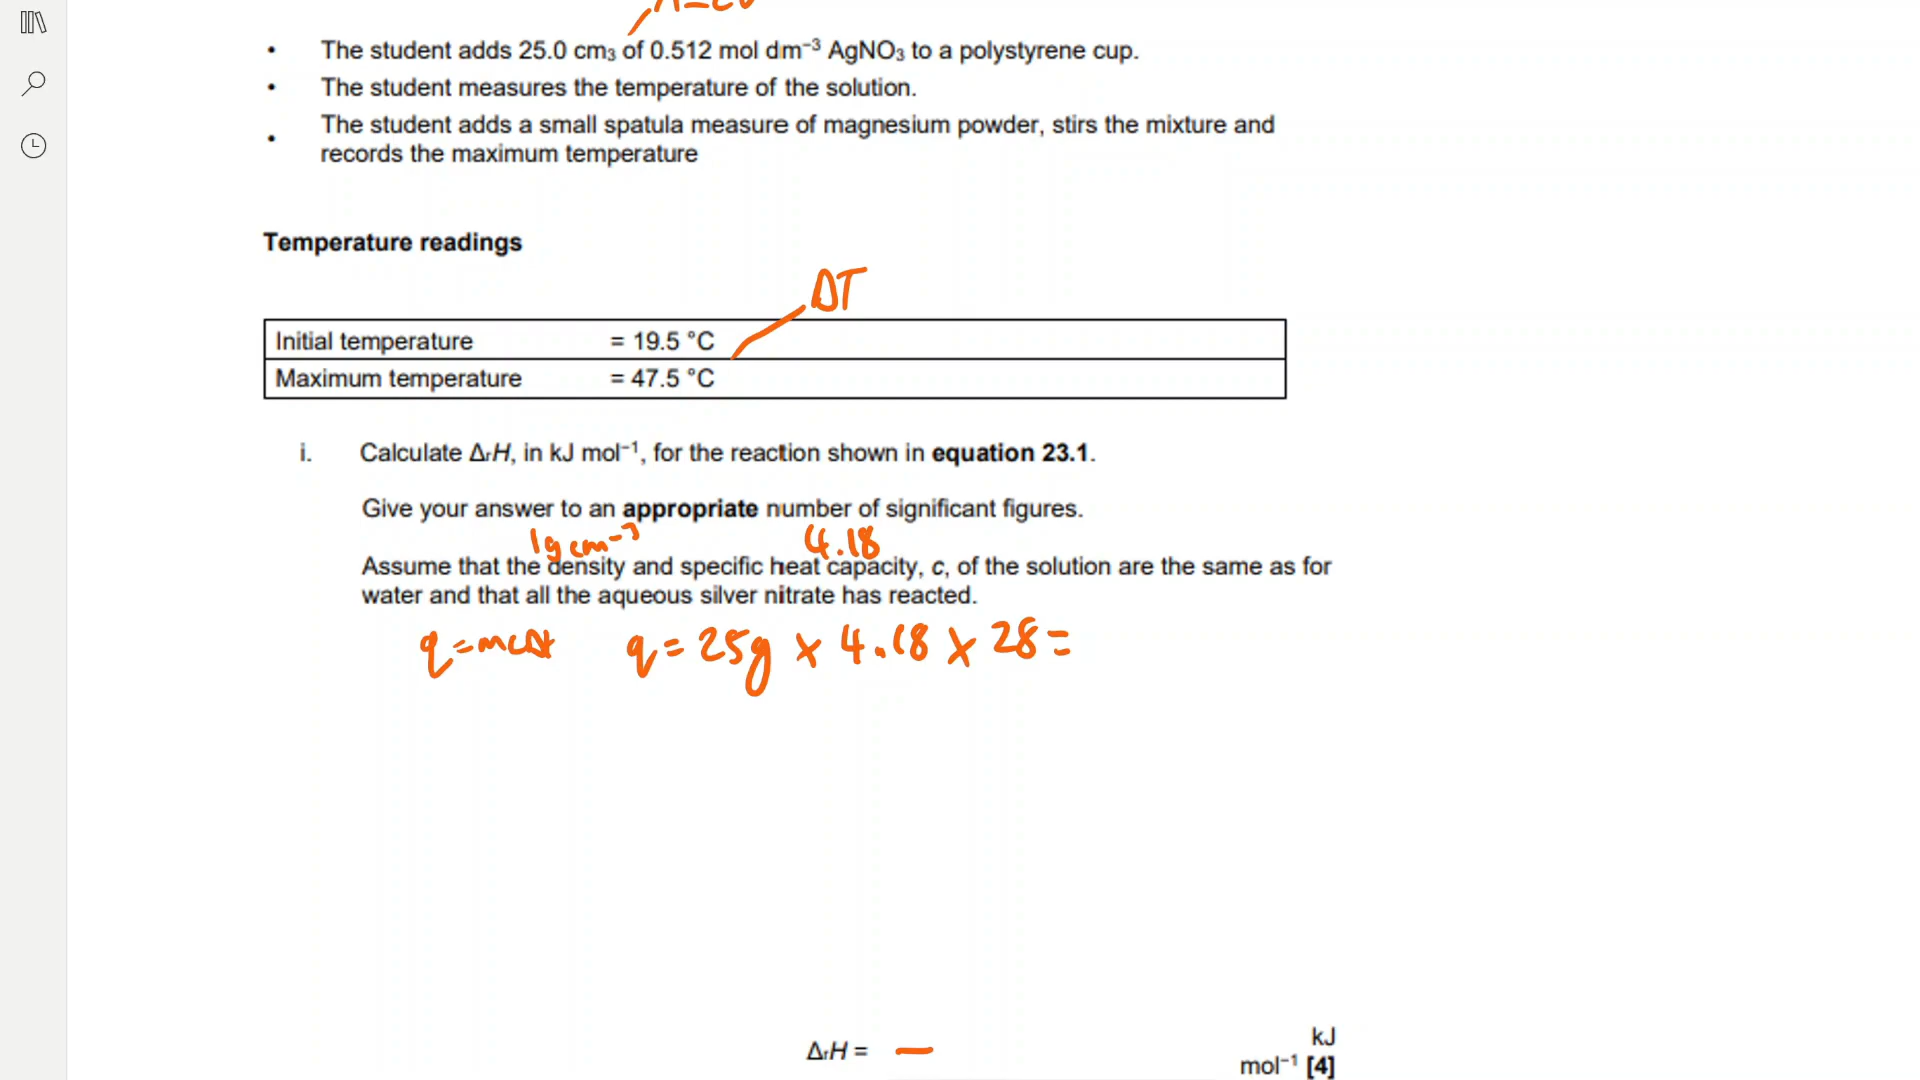 • The student adds 25.0 cm3 of 0.512 mol dm⁻³ AgNO₃ to a polystyrene cup.
• The student measures the temperature of the solution.
• The student adds a small spatula measure of magnesium powder, stirs the mixture and
records the maximum temperature
Temperature readings
ΔT
Initial temperature = 19.5 °C
Maximum temperature = 47.5 °C
i. Calculate ΔᵣH, in kJ mol⁻¹, for the reaction shown in equation 23.1.
Give your answer to an appropriate number of significant figures.
1g cm⁻³ 4.18
Assume that the density and specific heat capacity, c, of the solution are the same as for
water and that all the aqueous silver nitrate has reacted.
q=mcΔt q=25g × 4.18 × 28=
kJ
ΔᵣH = −
mol⁻¹ [4]